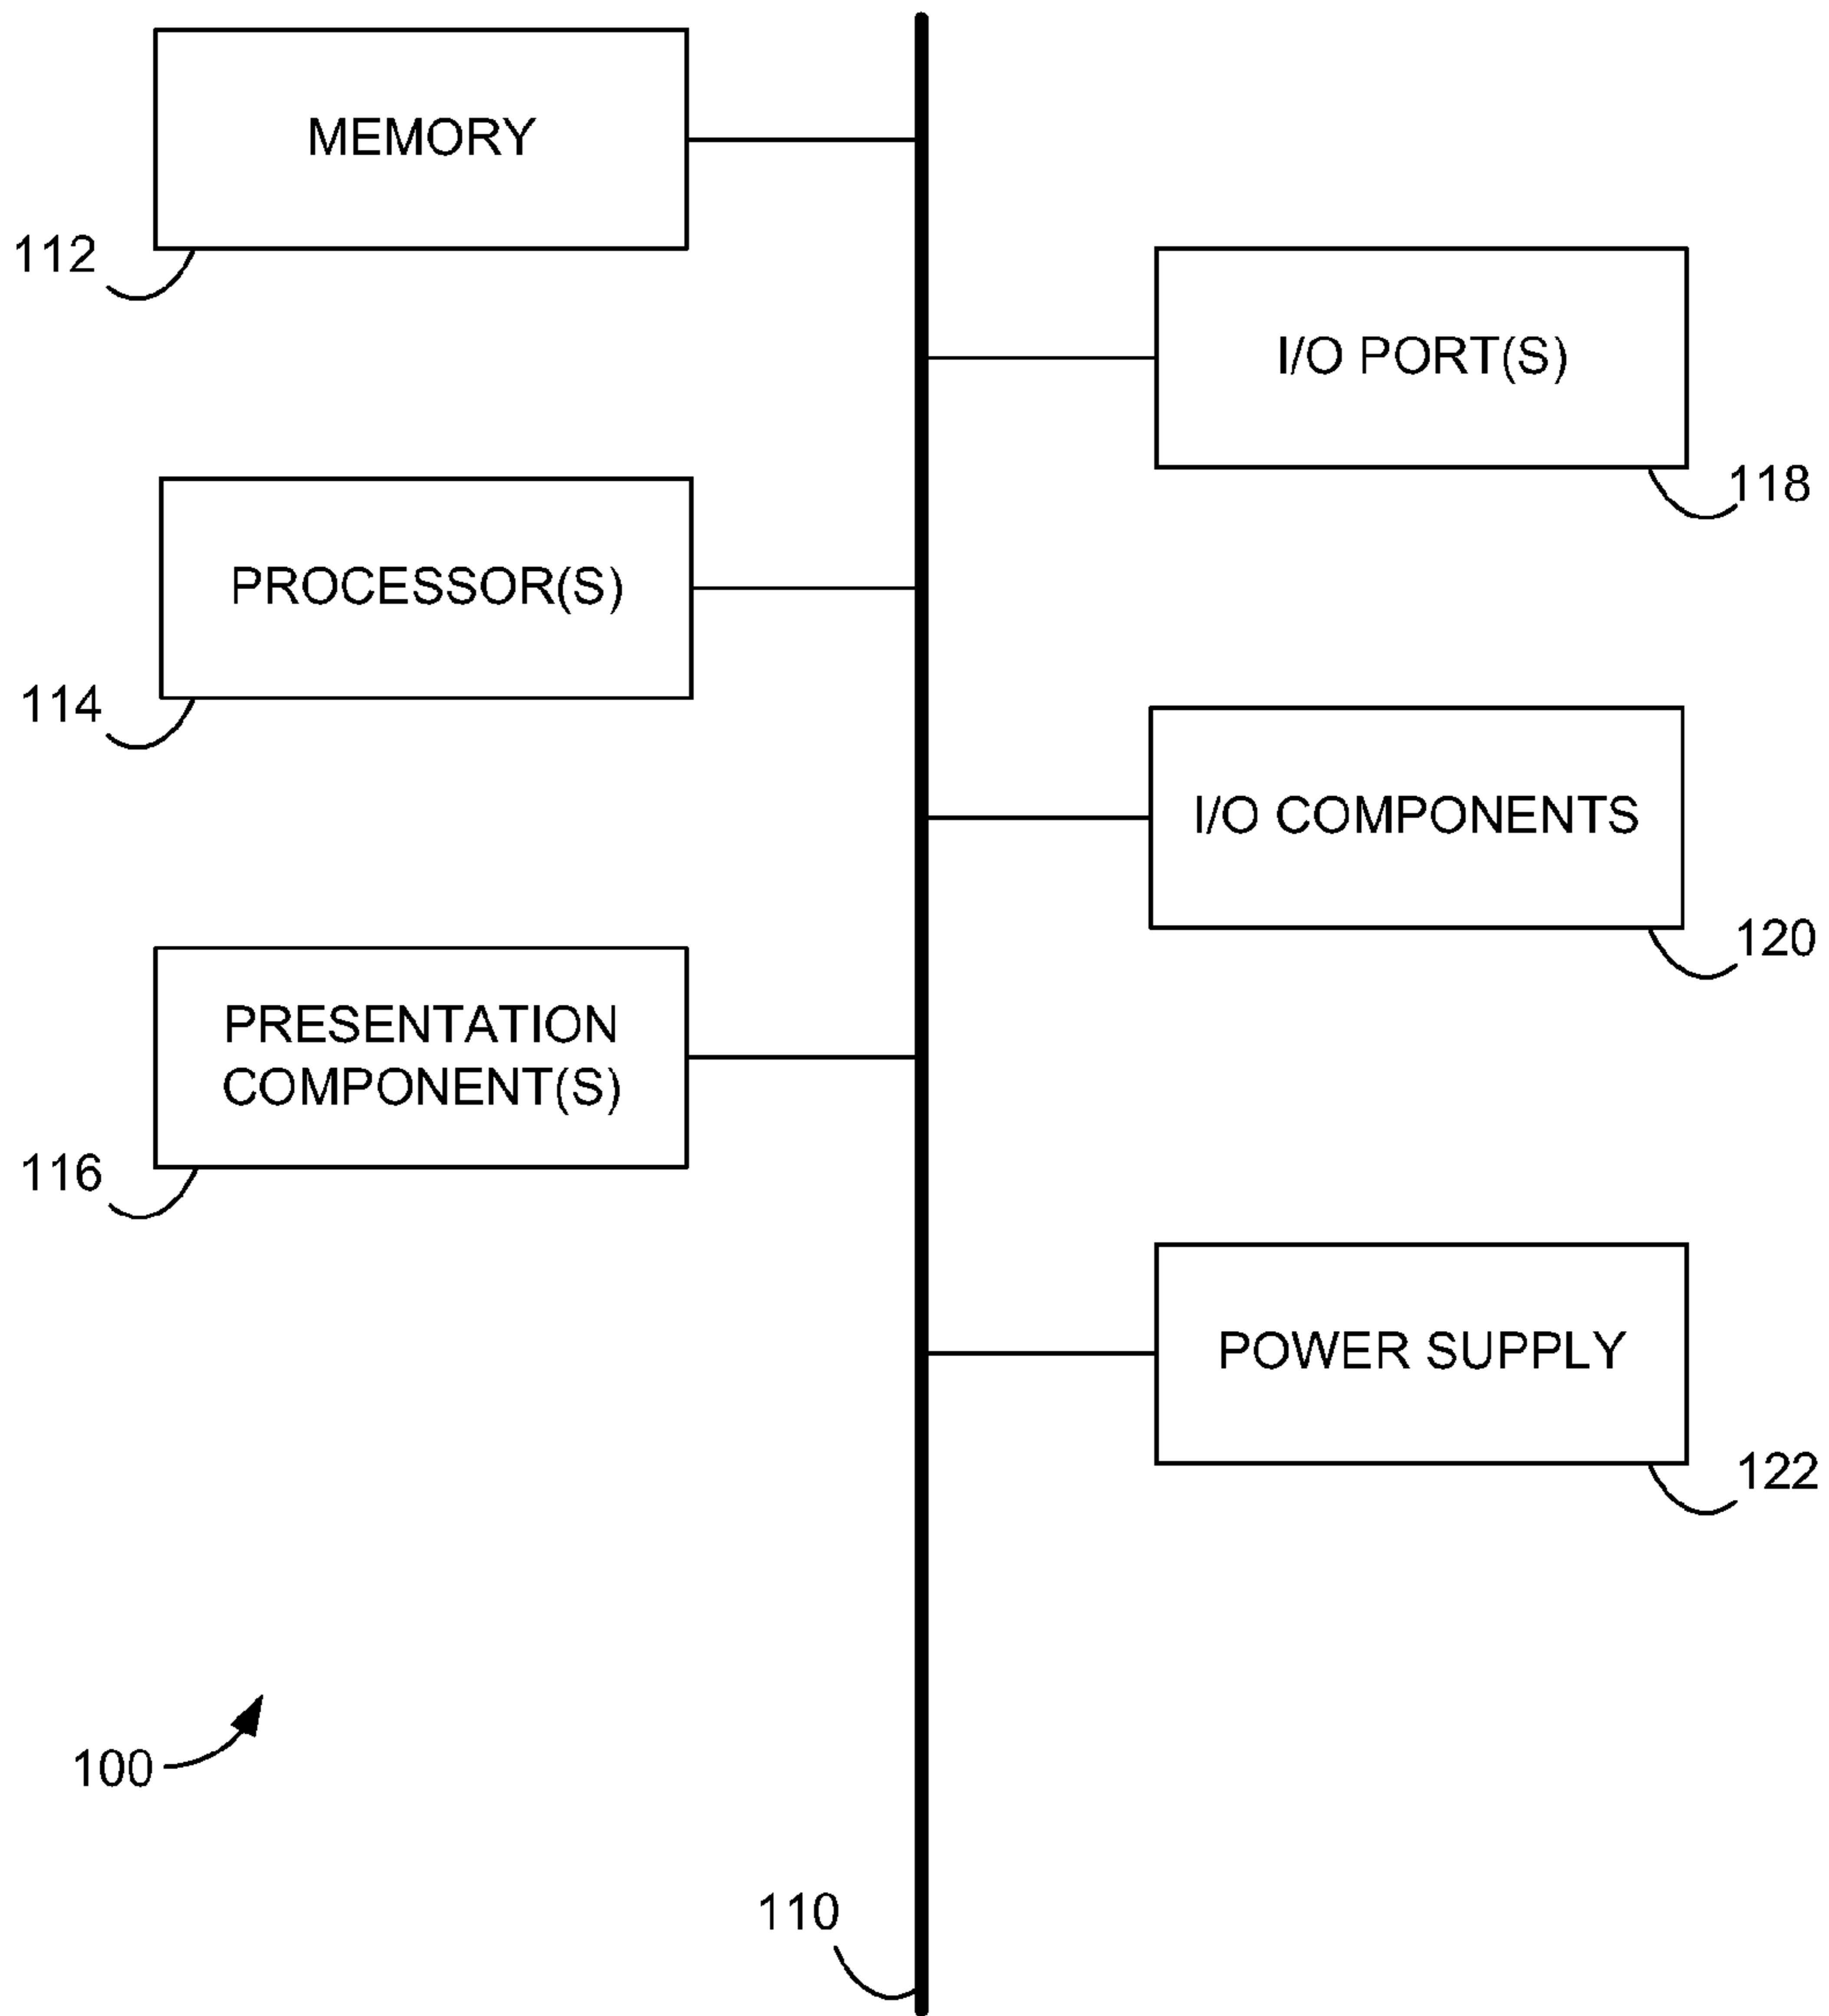 MEMORY
112
I/O PORT(S)
118
PROCESSOR(S)
114
I/O COMPONENTS
120
PRESENTATION
COMPONENT(S)
116
POWER SUPPLY
122
100
110